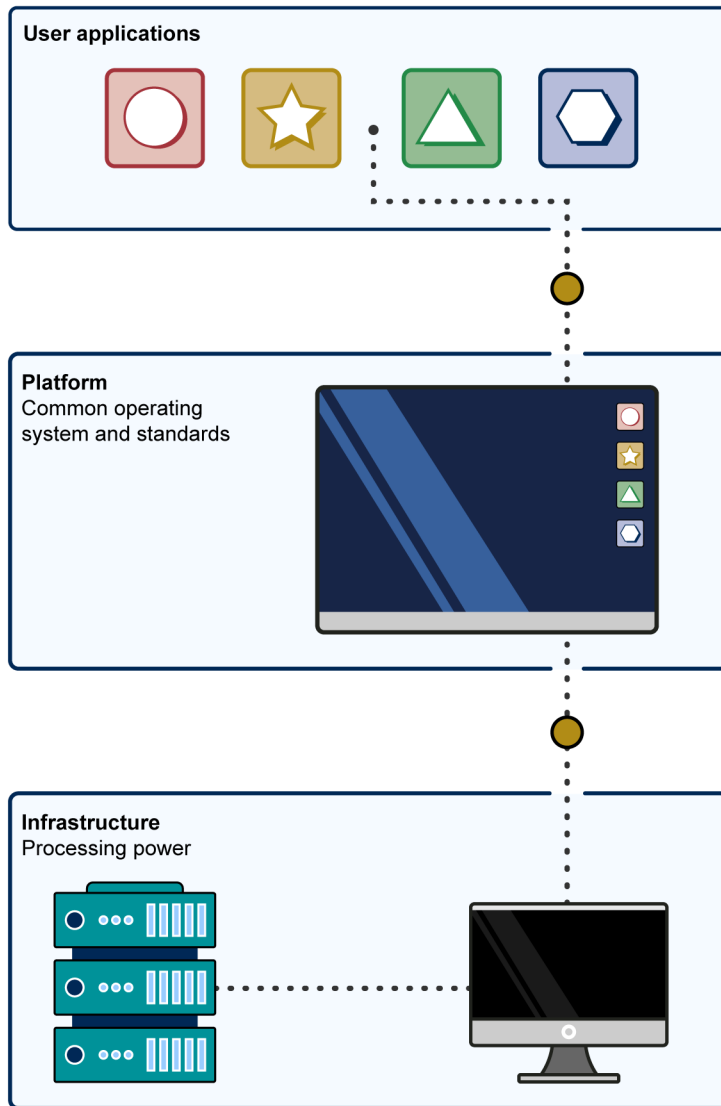 User applications
Platform
Common operating
system and standards
Infrastructure
Processing power